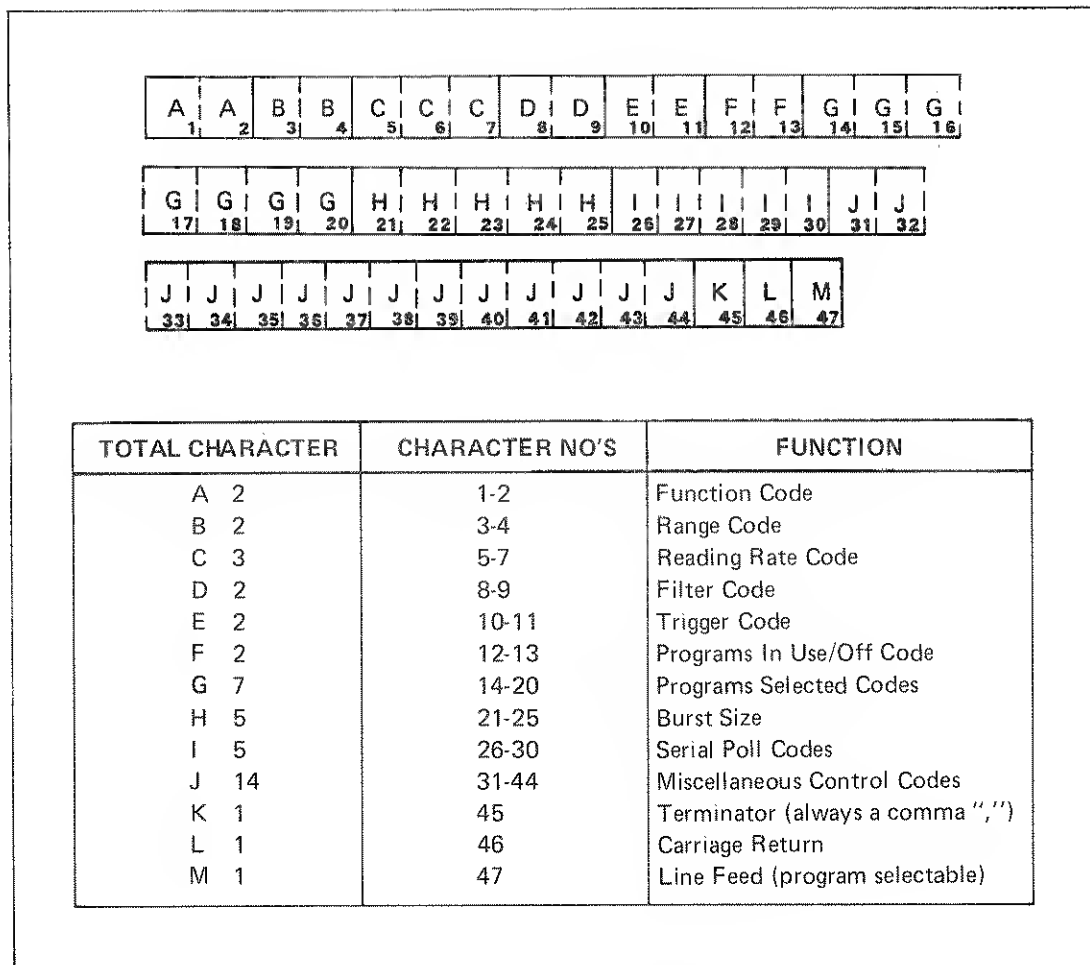 A A B B C C C D D E E F F G G G
1 2 3 4 5 6 7 8 9 10 11 12 13 14 15 16
G G G G H H H H H I I I I I J J
17 18 19 20 21 22 23 24 25 26 27 28 29 30 31 32
J J J J J J J J J J J J K L M
33 34 35 36 37 38 39 40 41 42 43 44 45 46 47
TOTAL CHARACTER CHARACTER NO'S FUNCTION
A 2 1-2 Function Code
B 2 3-4 Range Code
C 3 5-7 Reading Rate Code
D 2 8-9 Filter Code
E 2 10-11 Trigger Code
F 2 12-13 Programs In Use/Off Code
G 7 14-20 Programs Selected Codes
H 5 21-25 Burst Size
I 5 26-30 Serial Poll Codes
J 14 31-44 Miscellaneous Control Codes
K 1 45 Terminator (always a comma ",")
L 1 46 Carriage Return
M 1 47 Line Feed (program selectable)